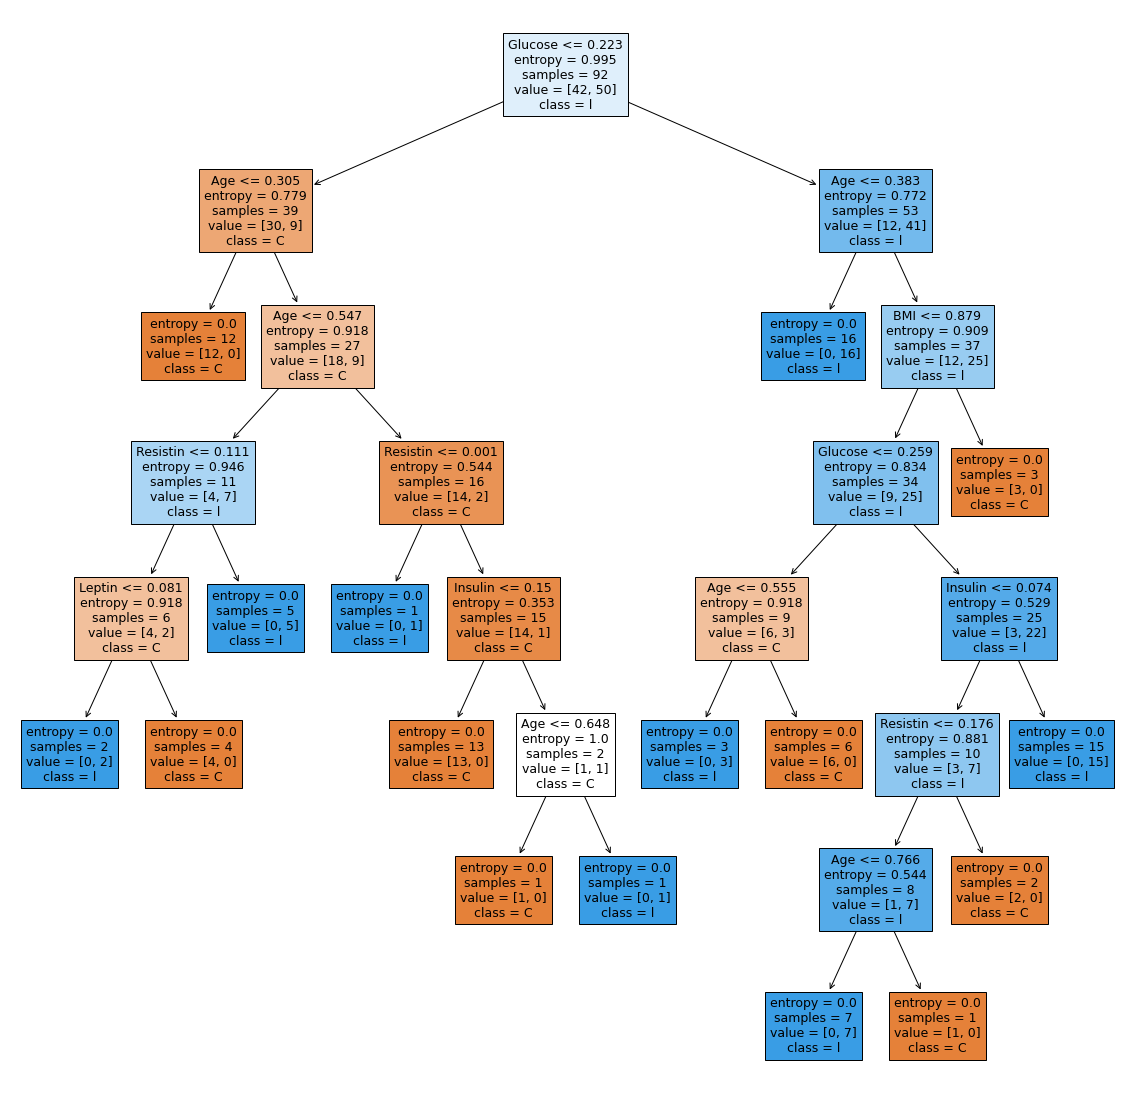 Glucose <= 0.223
entropy = 0.995
samples = 92
value = [42, 50]
class = l
Age <= 0.305
entropy = 0.779
samples = 39
value = [30, 9]
class = C
Age <= 0.383
entropy = 0.772
samples = 53
value = [12, 41]
class = l
entropy = 0.0
samples = 12
value = [12, 0]
class = C
Age <= 0.547
entropy = 0.918
samples = 27
value = [18, 9]
class = C
entropy = 0.0
samples = 16
value = [0, 16]
class = l
BMI <= 0.879
entropy = 0.909
samples = 37
value = [12, 25]
class = l
Resistin <= 0.111
entropy = 0.946
samples = 11
value = [4, 7]
class = l
Resistin <= 0.001
entropy = 0.544
samples = 16
value = [14, 2]
class = C
Glucose <= 0.259
entropy = 0.834
samples = 34
value = [9, 25]
class = l
entropy = 0.0
samples = 3
value = [3, 0]
class = C
Leptin <= 0.081
entropy = 0.918
samples = 6
value = [4, 2]
class = C
entropy = 0.0
samples = 5
value = [0, 5]
class = l
entropy = 0.0
samples = 1
value = [0, 1]
class = l
Insulin <= 0.15
entropy = 0.353
samples = 15
value = [14, 1]
class = C
Age <= 0.555
entropy = 0.918
samples = 9
value = [6, 3]
class = C
Insulin <= 0.074
entropy = 0.529
samples = 25
value = [3, 22]
class = l
entropy = 0.0
samples = 2
value = [0, 2]
class = l
entropy = 0.0
samples = 4
value = [4, 0]
class = C
entropy = 0.0
samples = 13
value = [13, 0]
class = C
Age <= 0.648
entropy = 1.0
samples = 2
value = [1, 1]
class = C
entropy = 0.0
samples = 3
value = [0, 3]
class = l
entropy = 0.0
samples = 6
value = [6, 0]
class = C
Resistin <= 0.176
entropy = 0.881
samples = 10
value = [3, 7]
class = l
entropy = 0.0
samples = 15
value = [0, 15]
class = l
entropy = 0.0
samples = 1
value = [1, 0]
class = C
entropy = 0.0
samples = 1
value = [0, 1]
class = l
Age <= 0.766
entropy = 0.544
samples = 8
value = [1, 7]
class = l
entropy = 0.0
samples = 2
value = [2, 0]
class = C
entropy = 0.0
samples = 7
value = [0, 7]
class = l
entropy = 0.0
samples = 1
value = [1, 0]
class = C